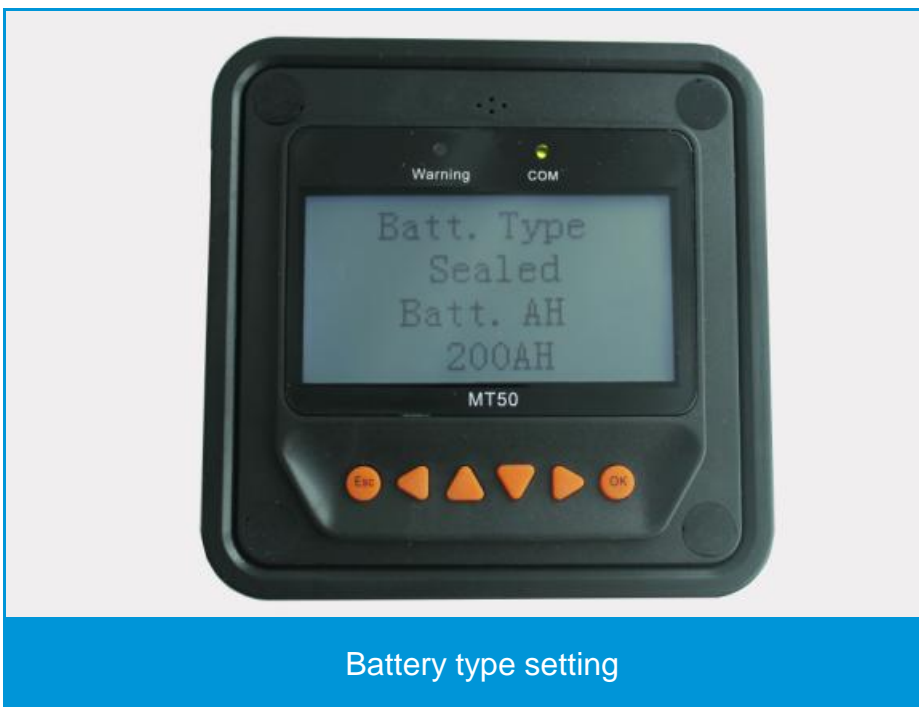 Warning COM
Batt. Type
Sealed
Batt. AH
200AH
MT50
Esc OK
Battery type setting